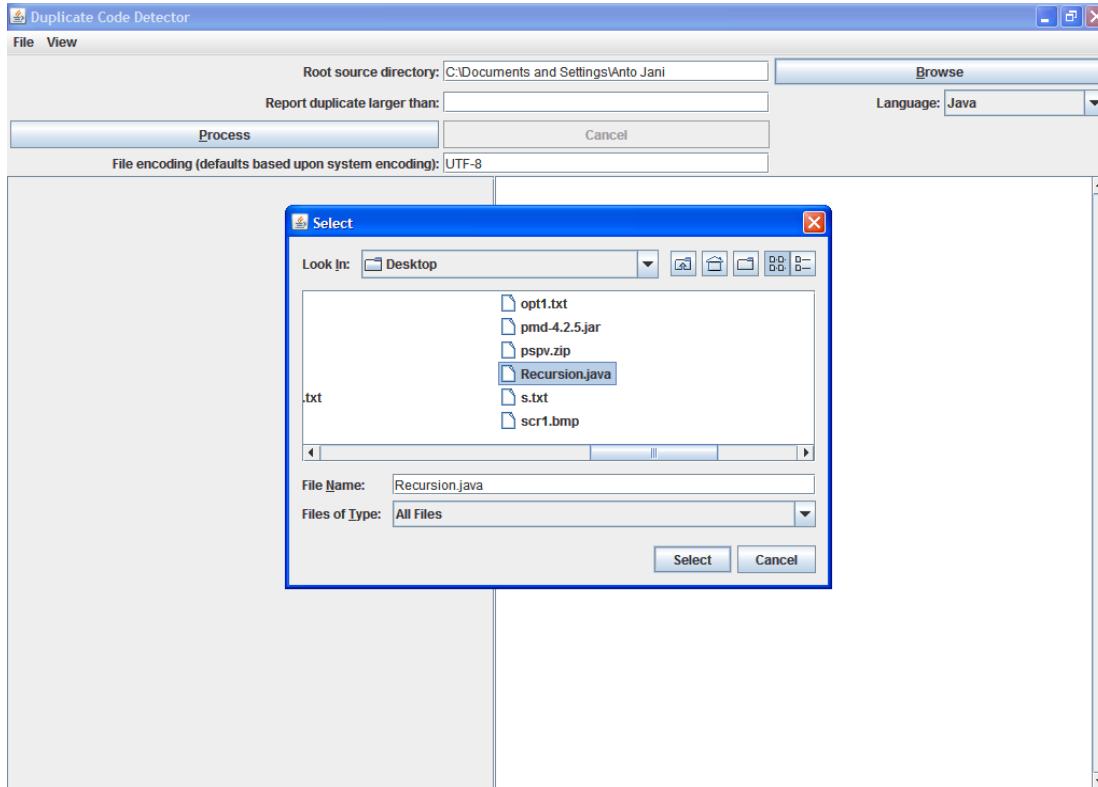 Duplicate Code Detector
File View
Root source directory: C:\Documents and Settings\Anto Jani Browse
Report duplicate larger than: Language: Java
Process Cancel
File encoding (defaults based upon system encoding): UTF-8
Select
Look In: Desktop
opt1.txt
pmd-4.2.5.jar
pspv.zip
Recursion.java
.txt s.txt
scr1.bmp
File Name: Recursion.java
Files of Type: All Files
Select Cancel